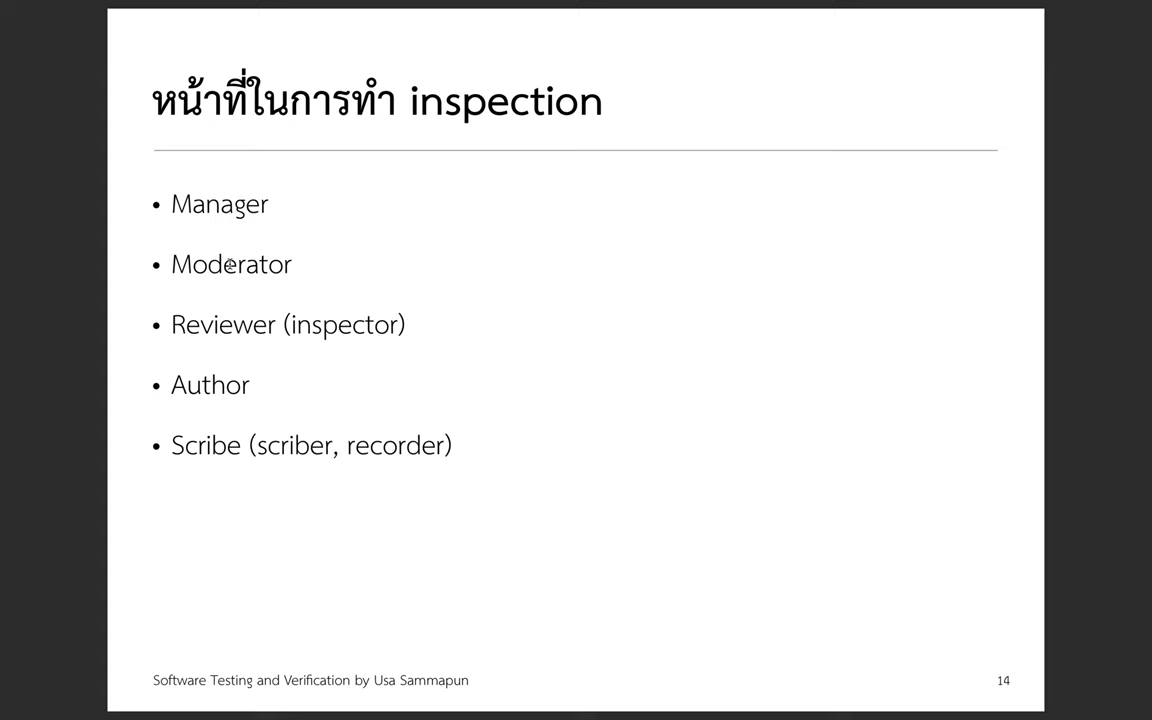 หน้าที่ในการทำ inspection
• Manager
• Moderator
• Reviewer (inspector)
• Author
• Scribe (scriber, recorder)
Software Testing and Verification by Usa Sammapun
14